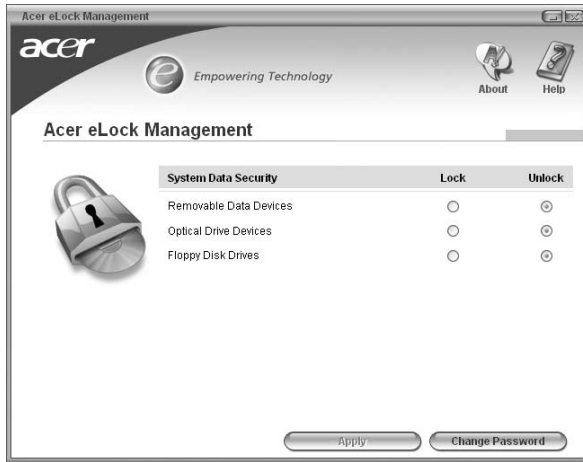 Acer eLock Management
acer
e Empowering Technology
About Help
Acer eLock Management
System Data Security Lock Unlock
Removable Data Devices
Optical Drive Devices
Floppy Disk Drives
Apply Change Password